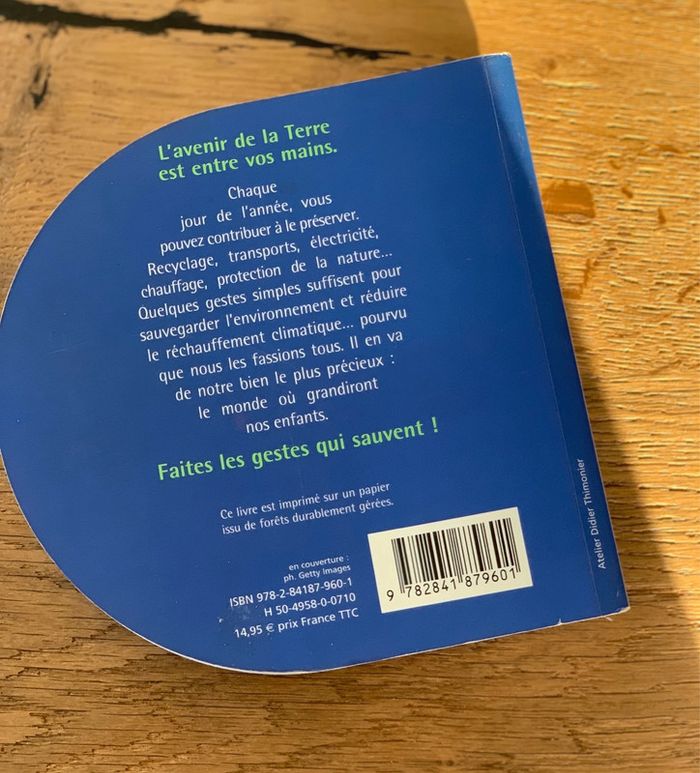 L'avenir de la Terre
est entre vos mains.
Chaque
jour de l'année, vous
pouvez contribuer à le préserver.
Recyclage, transports, électricité,
chauffage, protection de la nature...
Quelques gestes simples suffisent pour
sauvegarder l'environnement et réduire
le réchauffement climatique... pourvu
que nous les fassions tous. Il en va
de notre bien le plus précieux :
le monde où grandiront
nos enfants.
Faites les gestes qui sauvent !
Ce livre est imprimé sur un papier
issu de forêts durablement gérées.
en couverture :
ph. Getty Images
ISBN 978-2-84187-960-1
H 50-4958-0-0710
14,95 € prix France TTC
9 782841 879601
Atelier Didier Thimonier